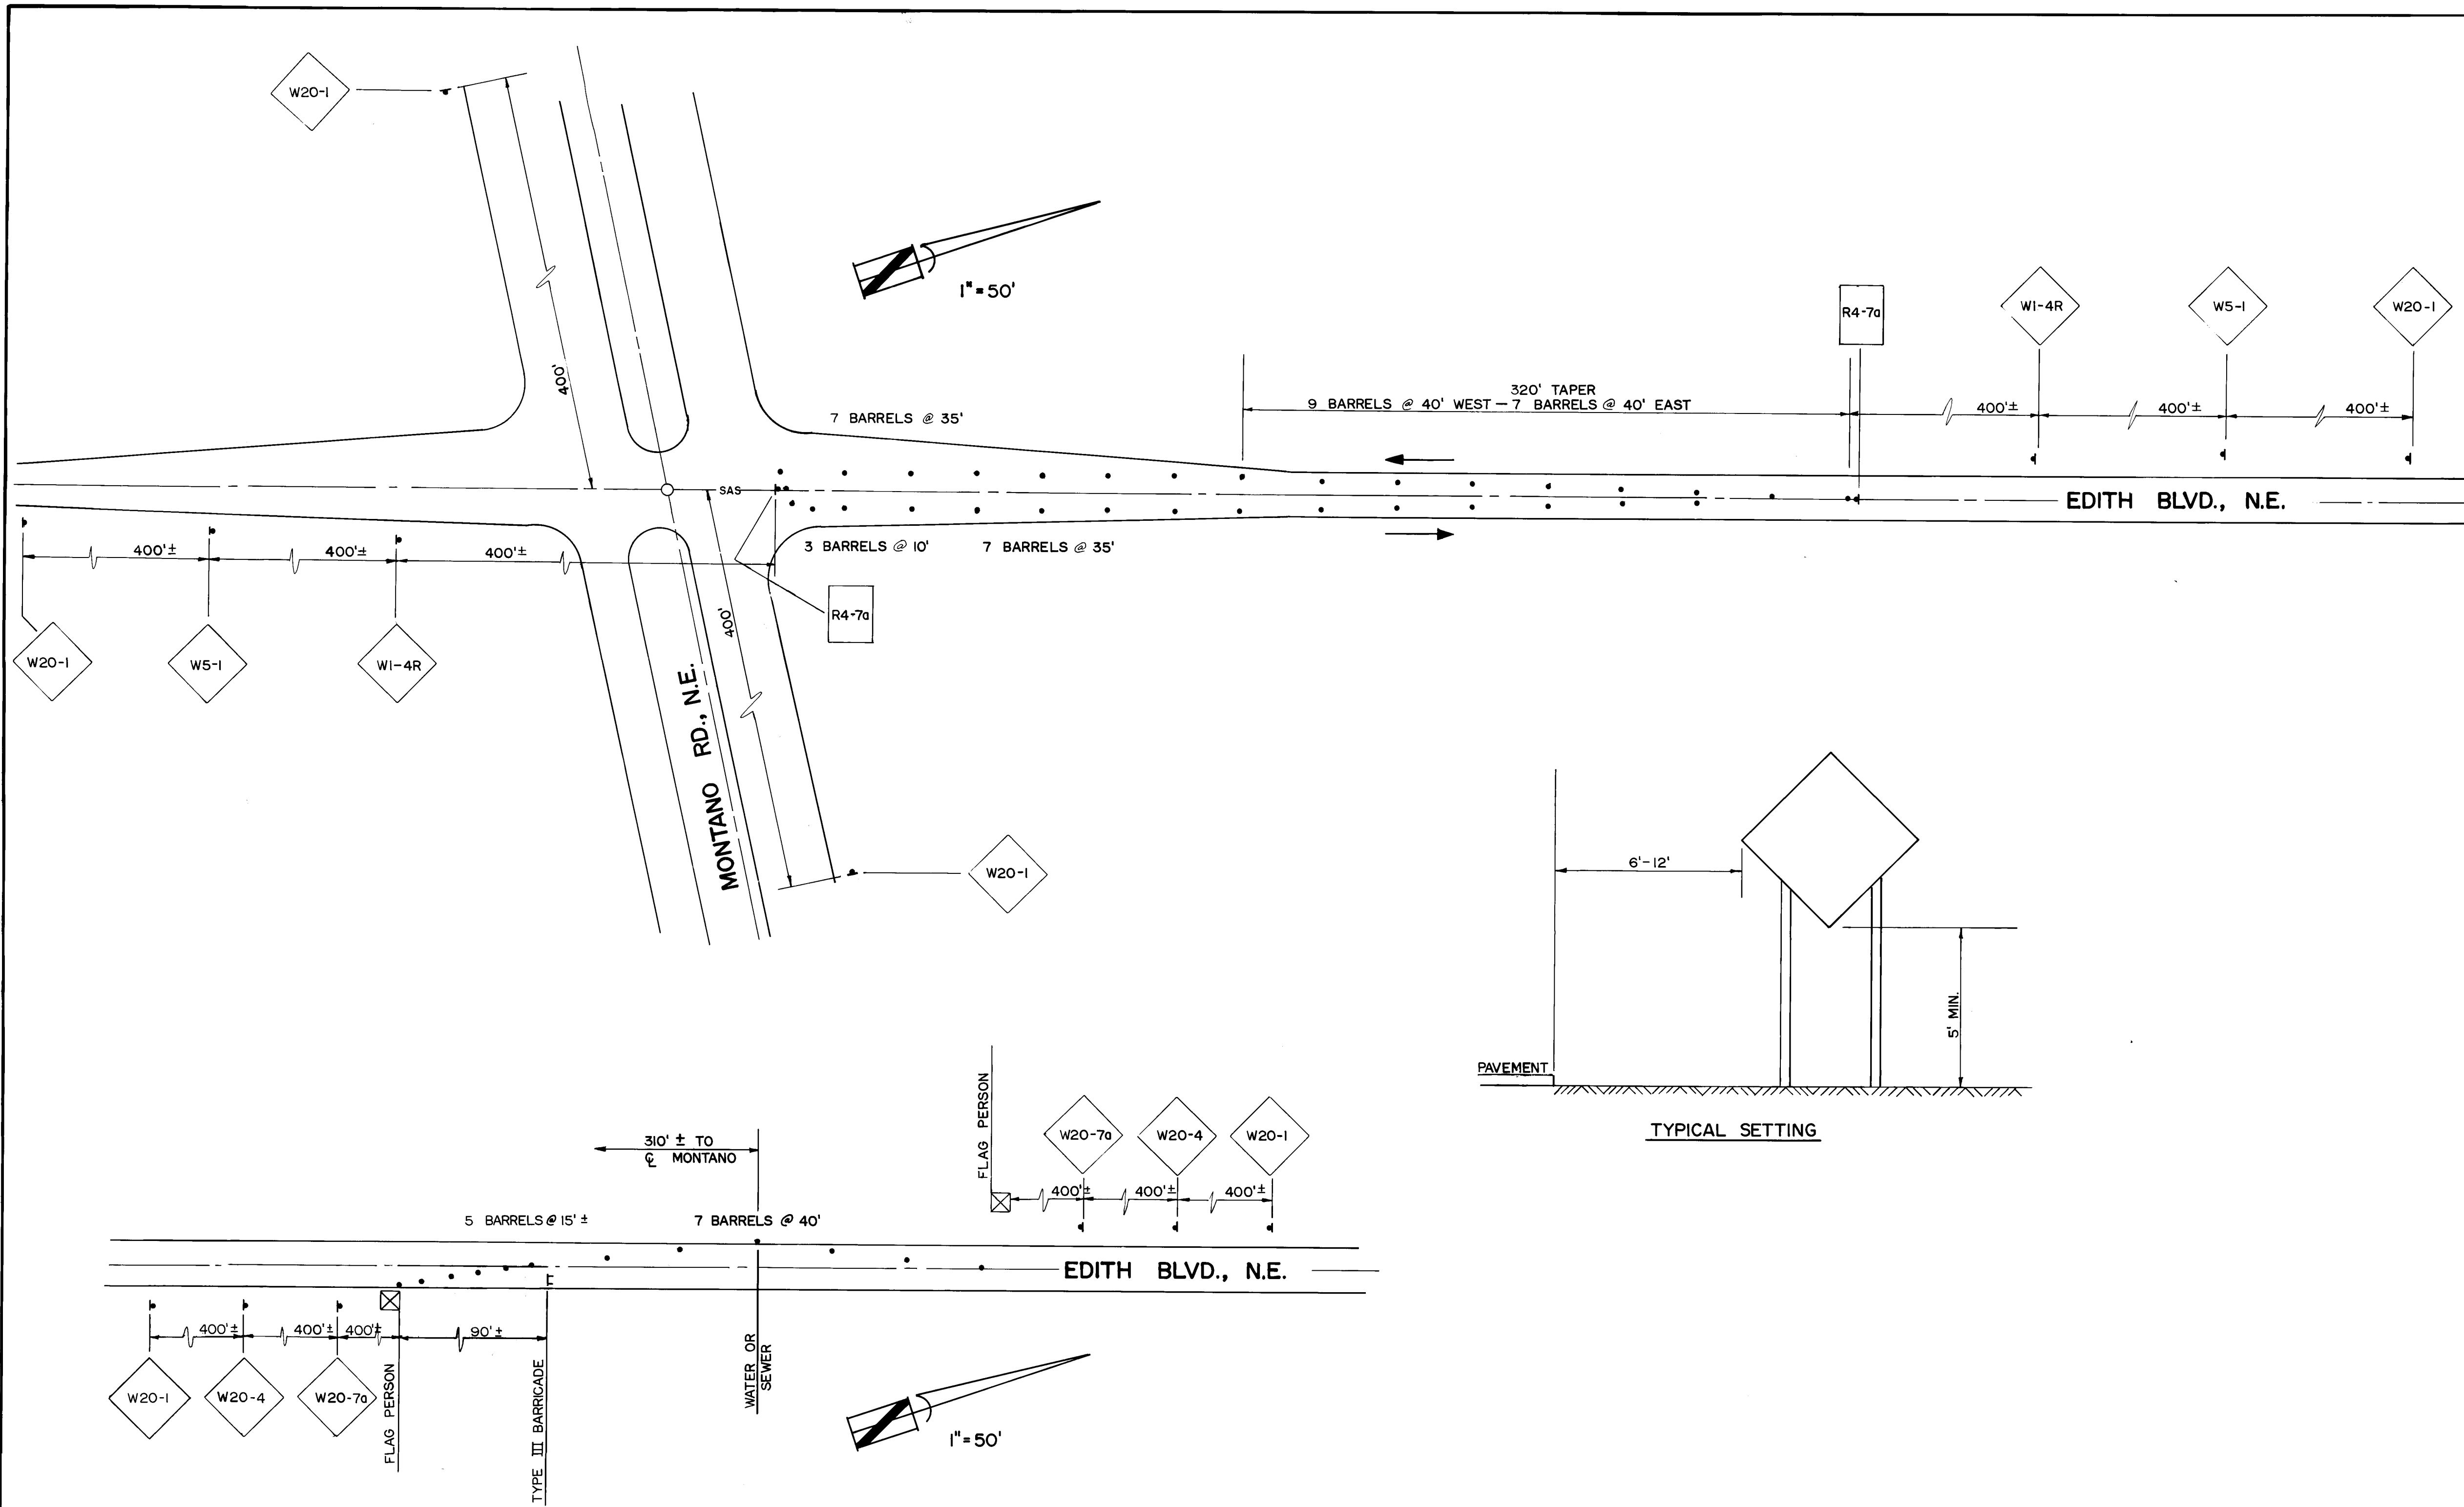 W20-1
1" = 50'
400'
R4-7a
W1-4R
W5-1
W20-1
320' TAPER
9 BARRELS @ 40' WEST — 7 BARRELS @ 40' EAST
400'±
400'±
400'±
7 BARRELS @ 35'
SAS
EDITH BLVD., N.E.
400'±
400'±
400'±
3 BARRELS @ 10'
7 BARRELS @ 35'
R4-7a
400'
W20-1
W5-1
W1-4R
MONTANO RD., N.E.
W20-1
6'-12'
5' MIN.
PAVEMENT
TYPICAL SETTING
FLAG PERSON
W20-7a
W20-4
W20-1
310' ± TO
℄ MONTANO
400'±
400'±
400'±
5 BARRELS @ 15' ±
7 BARRELS @ 40'
EDITH BLVD., N.E.
400'±
400'±
400'±
90'±
W20-1
W20-4
W20-7a
FLAG PERSON
TYPE III BARRICADE
WATER OR
SEWER
1" = 50'